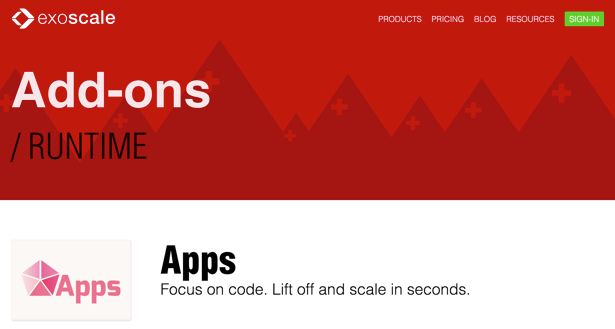 exoscale
PRODUCTS PRICING BLOG RESOURCES SIGN-IN
Add-ons
/ RUNTIME
Apps
Apps
Focus on code. Lift off and scale in seconds.